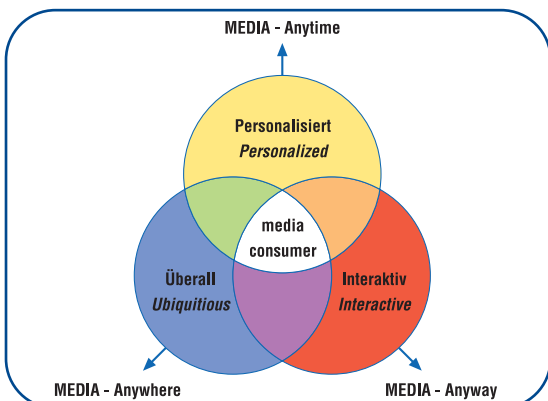 MEDIA - Anytime
Personalisiert
Personalized
media
consumer
Überall
Ubiquitious
Interaktiv
Interactive
MEDIA - Anywhere
MEDIA - Anyway